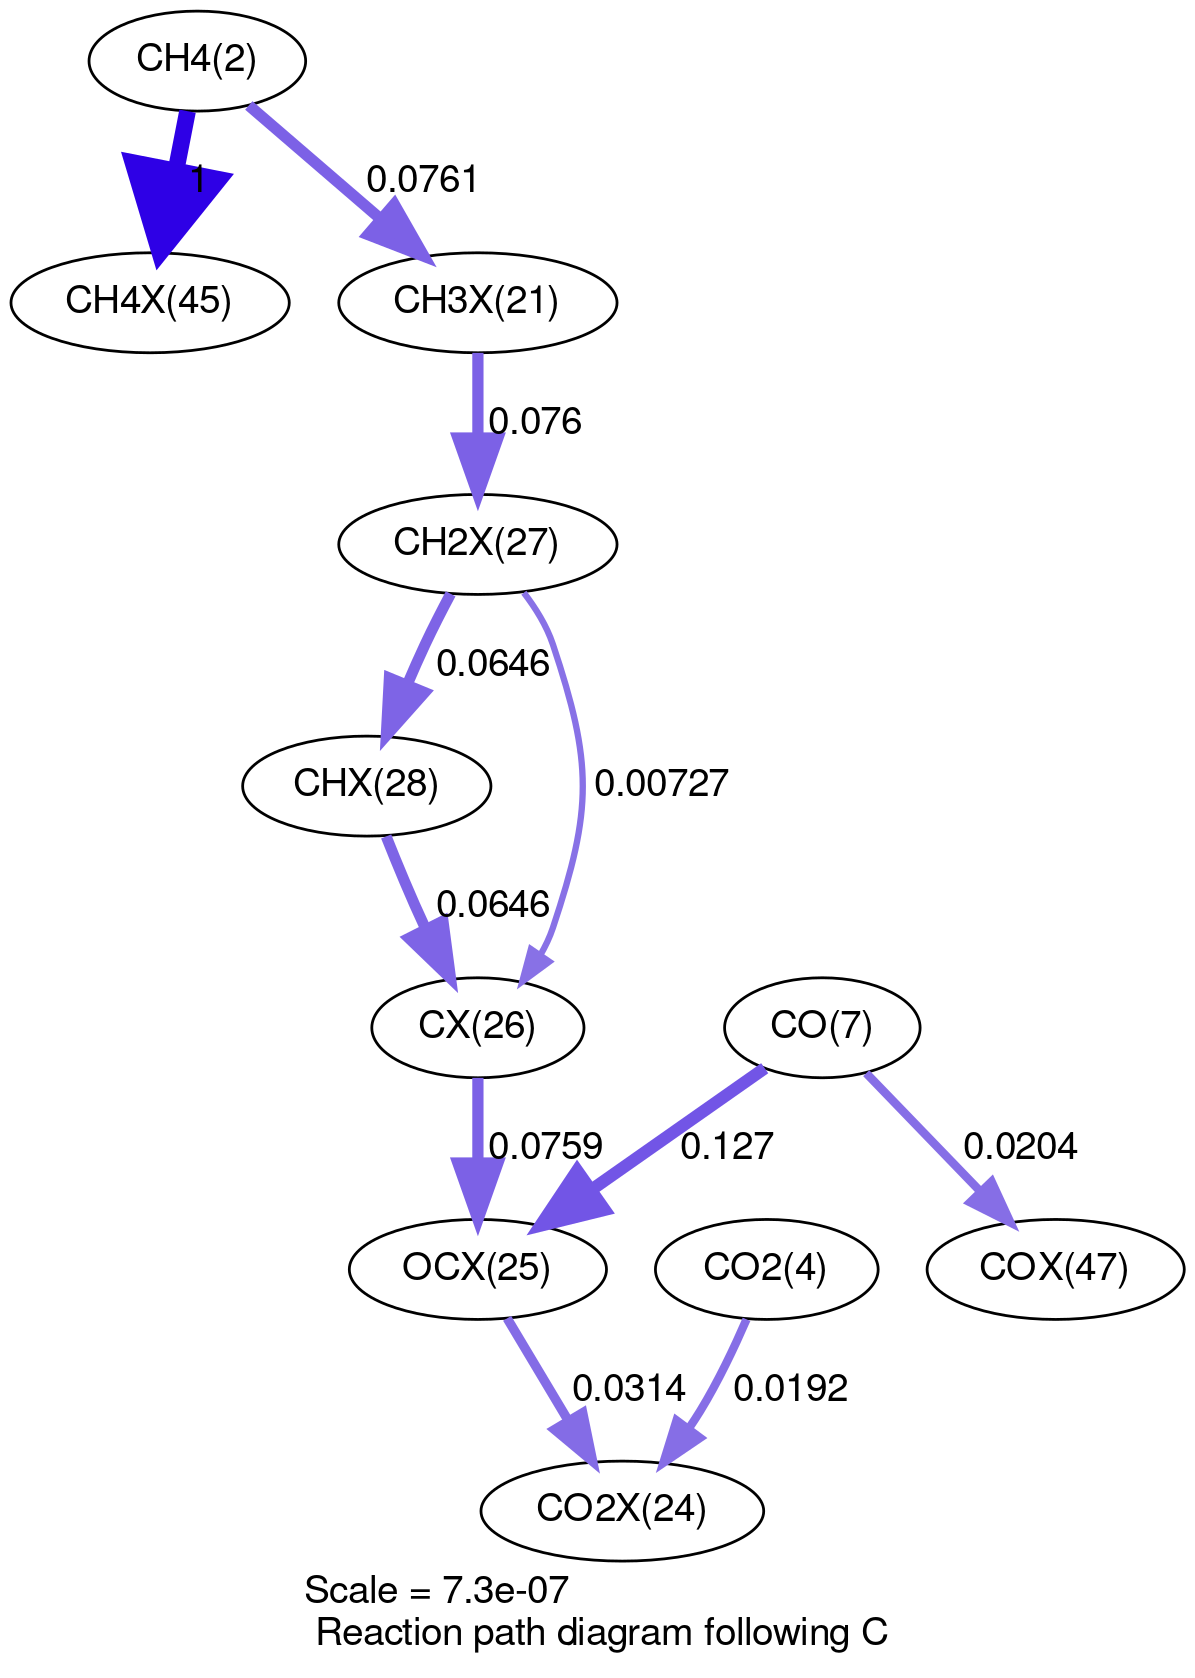 CH4(2)
1
0.0761
CH4X(45)
CH3X(21)
0.076
CH2X(27)
0.0646
CHX(28)
0.00727
0.0646
CX(26)
CO(7)
0.0759
0.127
0.0204
OCX(25)
CO2(4)
COX(47)
0.0314
0.0192
CO2X(24)
Scale = 7.3e-07
Reaction path diagram following C